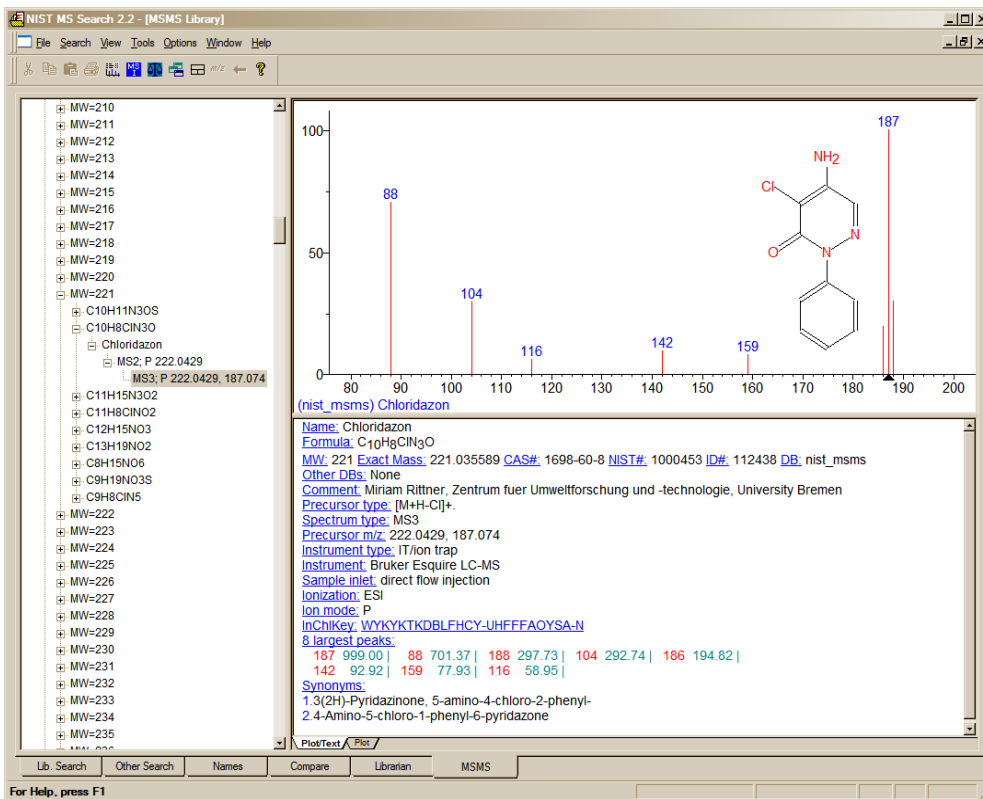 NIST MS Search 2.2 - [MSMS Library]
File Search View Tools Options Window Help
MW=210
MW=211
MW=212
MW=213
MW=214
MW=215
MW=216
MW=217
MW=218
MW=219
MW=220
MW=221
C10H11N3OS
C10H8ClN3O
Chloridazon
MS2; P 222.0429
MS3; P 222.0429, 187.074
C11H15N3O2
C11H8ClNO2
C12H15NO3
C13H19NO2
C8H15NO6
C9H19NO3S
C9H8ClN5
MW=222
MW=223
MW=224
MW=225
MW=226
MW=227
MW=228
MW=229
MW=230
MW=231
MW=232
MW=233
MW=234
MW=235
100
50
0
187
88
104
116
142
159
NH2
Cl
O
N
N
80 90 100 110 120 130 140 150 160 170 180 190 200
(nist_msms) Chloridazon
Name: Chloridazon
Formula: C10H8ClN3O
MW: 221 Exact Mass: 221.035589 CAS#: 1698-60-8 NIST#: 1000453 ID#: 112438 DB: nist_msms
Other DBs: None
Comment: Miriam Rittner, Zentrum fuer Umweltforschung und -technologie, University Bremen
Precursor type: [M+H-Cl]+.
Spectrum type: MS3
Precursor m/z: 222.0429, 187.074
Instrument type: IT/ion trap
Instrument: Bruker Esquire LC-MS
Sample inlet: direct flow injection
Ionization: ESI
Ion mode: P
InChIKey: WYKYKTKDBLFHCY-UHFFFAOYSA-N
8 largest peaks:
187 999.00 | 88 701.37 | 188 297.73 | 104 292.74 | 186 194.82 |
142 92.92 | 159 77.93 | 116 58.95 |
Synonyms:
1.3(2H)-Pyridazinone, 5-amino-4-chloro-2-phenyl-
2.4-Amino-5-chloro-1-phenyl-6-pyridazone
Plot/Text Plot
Lib. Search Other Search Names Compare Librarian MSMS
For Help, press F1